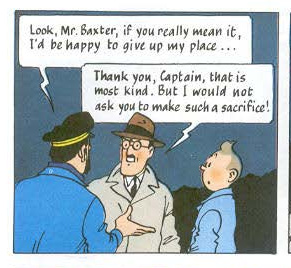 Look, Mr. Baxter, if you really mean it,
I'd be happy to give up my place ...
Thank you, Captain, that is
most kind. But I would not
ask you to make such a sacrifice!